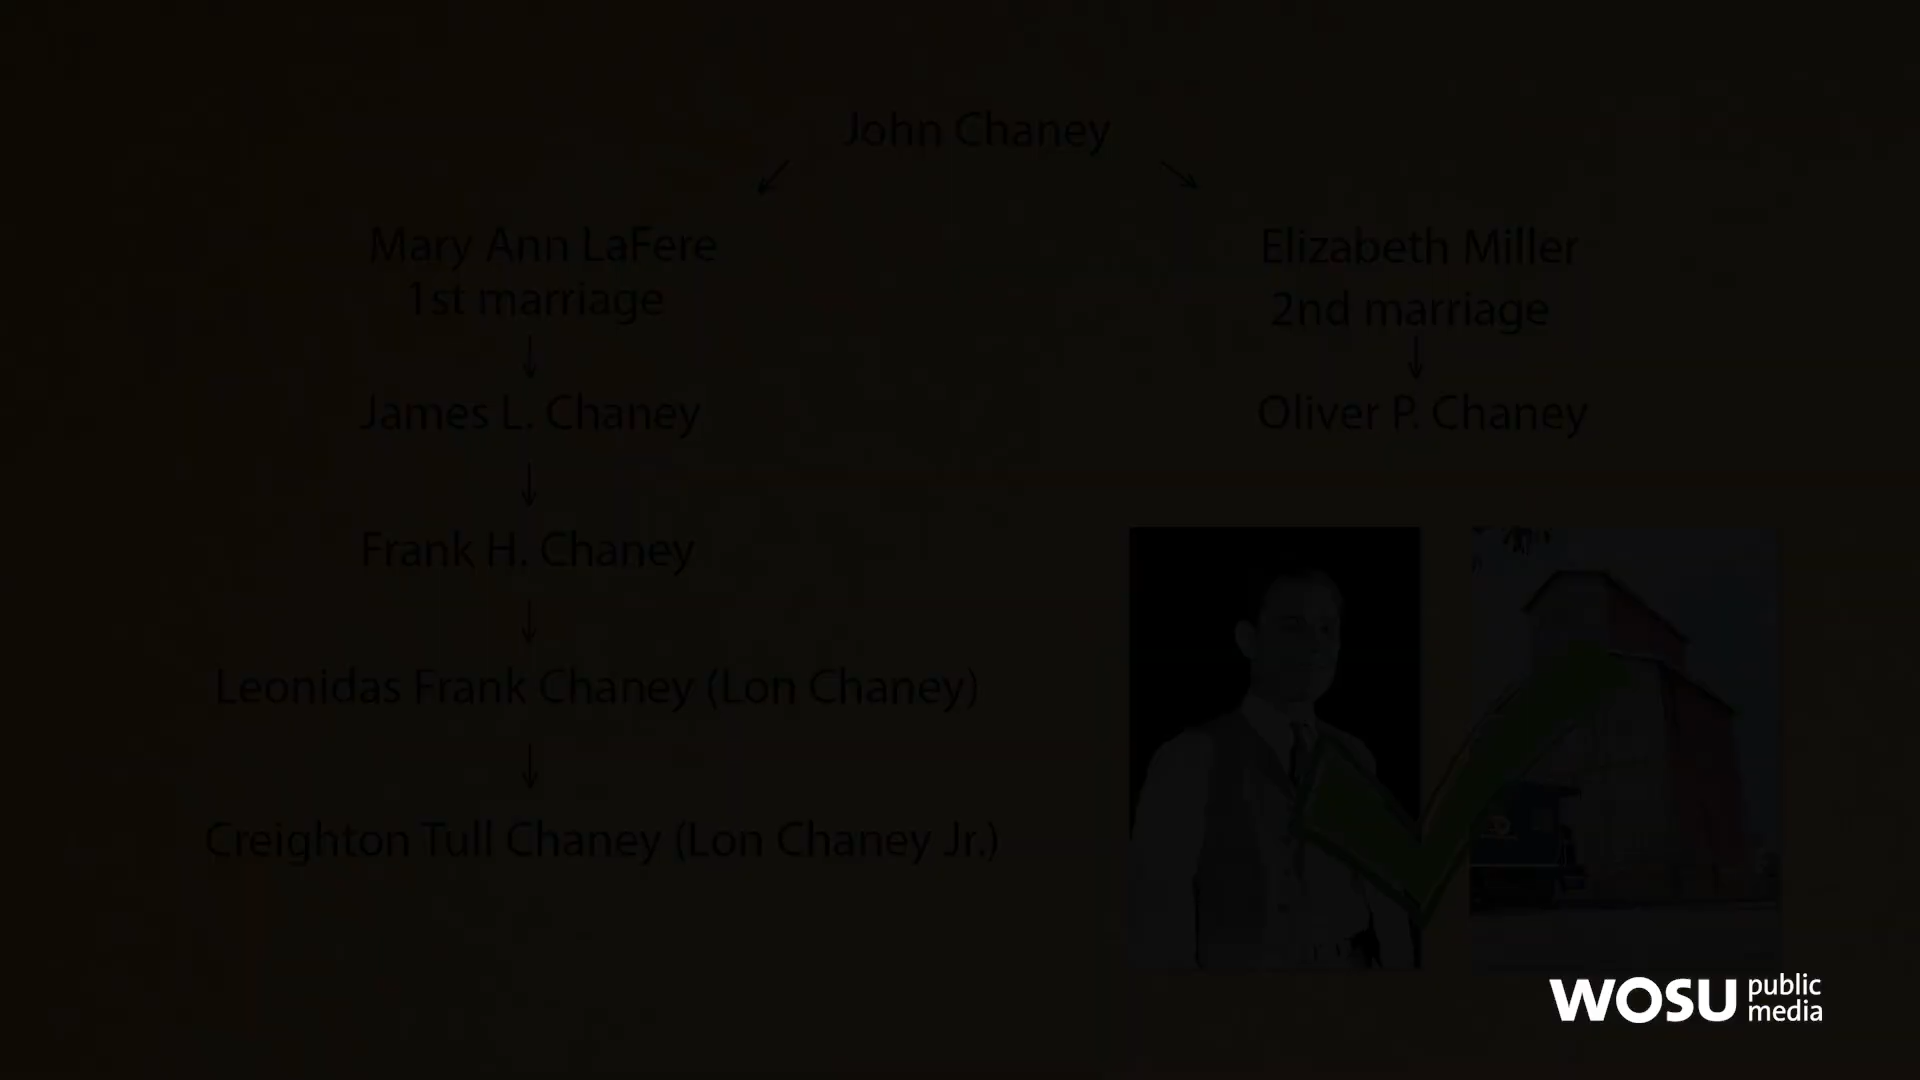 John Chaney
Mary Ann LaFere
1st marriage
Elizabeth Miller
2nd marriage
James L. Chaney
Oliver P. Chaney
Frank H. Chaney
Leonidas Frank Chaney (Lon Chaney)
Creighton Tull Chaney (Lon Chaney Jr.)
WOSU public media